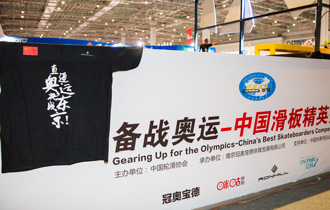 直通
奥运
挑战
东京!
备战奥运-中国滑板精英
Gearing Up for the Olympics-China's Best Skateboarders Comp
主办单位：中国轮滑协会 承办单位：南京冠奥宝德体育发展有限公司
冠奥宝德
RONHILL